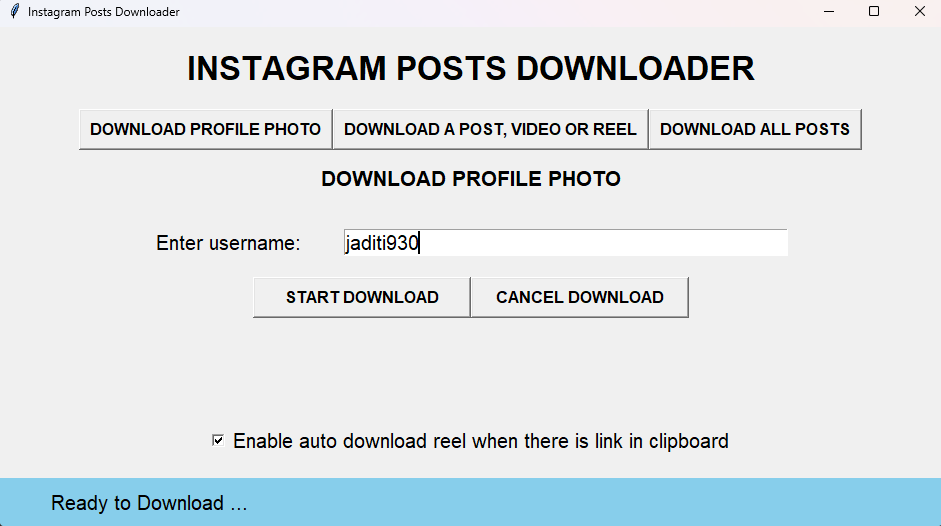 Instagram Posts Downloader
INSTAGRAM POSTS DOWNLOADER
DOWNLOAD PROFILE PHOTO DOWNLOAD A POST, VIDEO OR REEL DOWNLOAD ALL POSTS
DOWNLOAD PROFILE PHOTO
Enter username: jaditi930
START DOWNLOAD CANCEL DOWNLOAD
Enable auto download reel when there is link in clipboard
Ready to Download ...